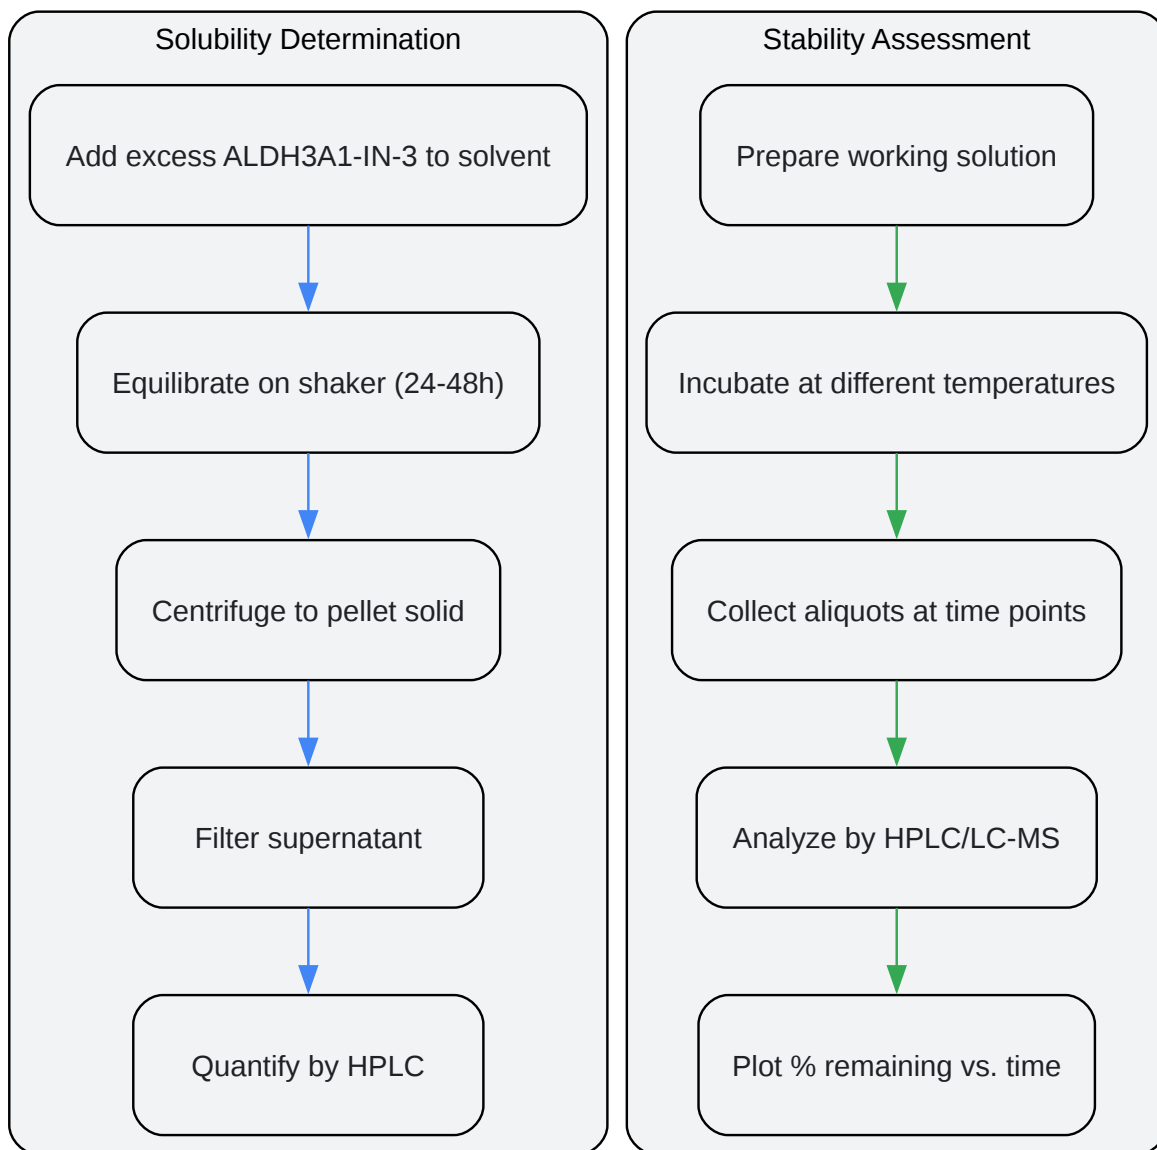 Solubility Determination
Add excess ALDH3A1-IN-3 to solvent
Equilibrate on shaker (24-48h)
Centrifuge to pellet solid
Filter supernatant
Quantify by HPLC
Stability Assessment
Prepare working solution
Incubate at different temperatures
Collect aliquots at time points
Analyze by HPLC/LC-MS
Plot % remaining vs. time